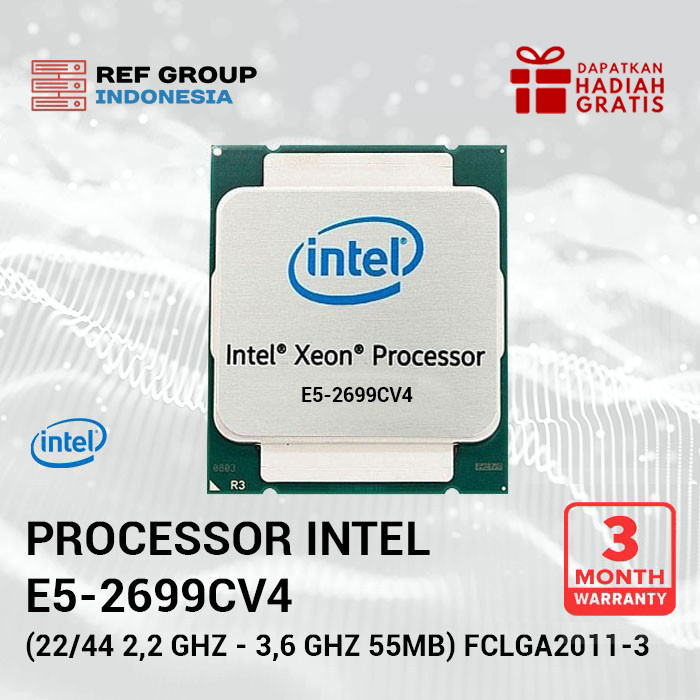 REF GROUP
INDONESIA
DAPATKAN
HADIAH
GRATIS
intel®
Intel® Xeon® Processor
E5-2699CV4
0803
R3
intel
PROCESSOR INTEL
E5-2699CV4
(22/44 2,2 GHZ - 3,6 GHZ 55MB) FCLGA2011-3
3
MONTH
WARRANTY